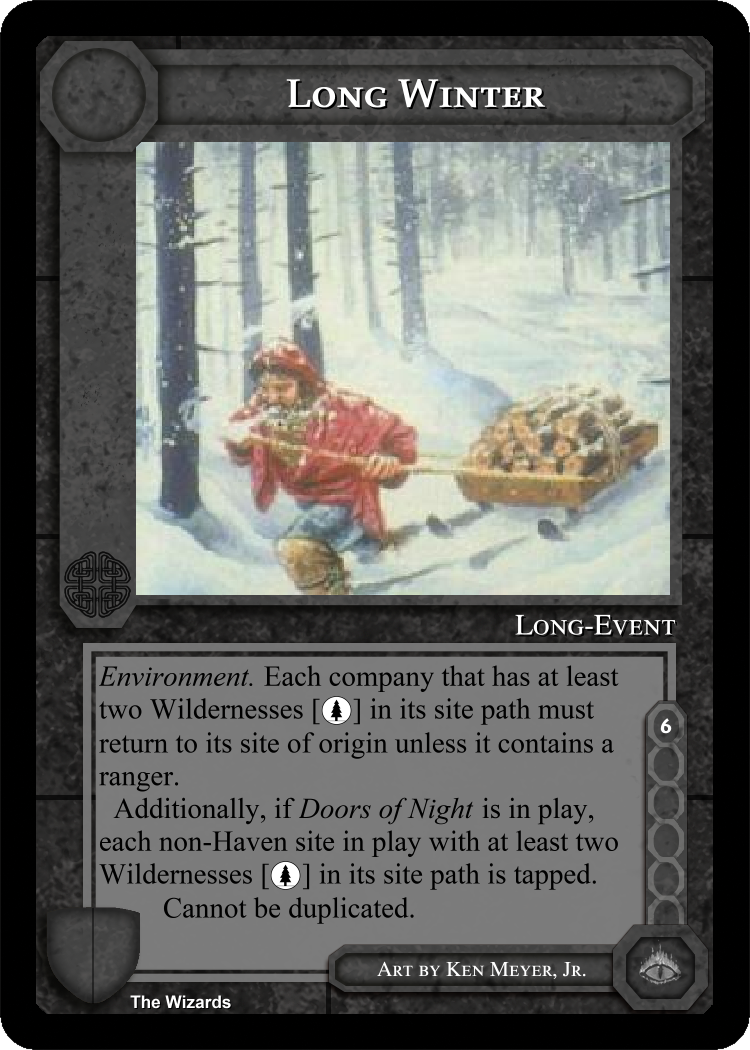 Long Winter
Long-Event
Environment. Each company that has at least
two Wildernesses [ ] in its site path must
return to its site of origin unless it contains a
ranger.
Additionally, if Doors of Night is in play,
each non-Haven site in play with at least two
Wildernesses [ ] in its site path is tapped.
Cannot be duplicated.
6
Art by Ken Meyer, Jr.
The Wizards